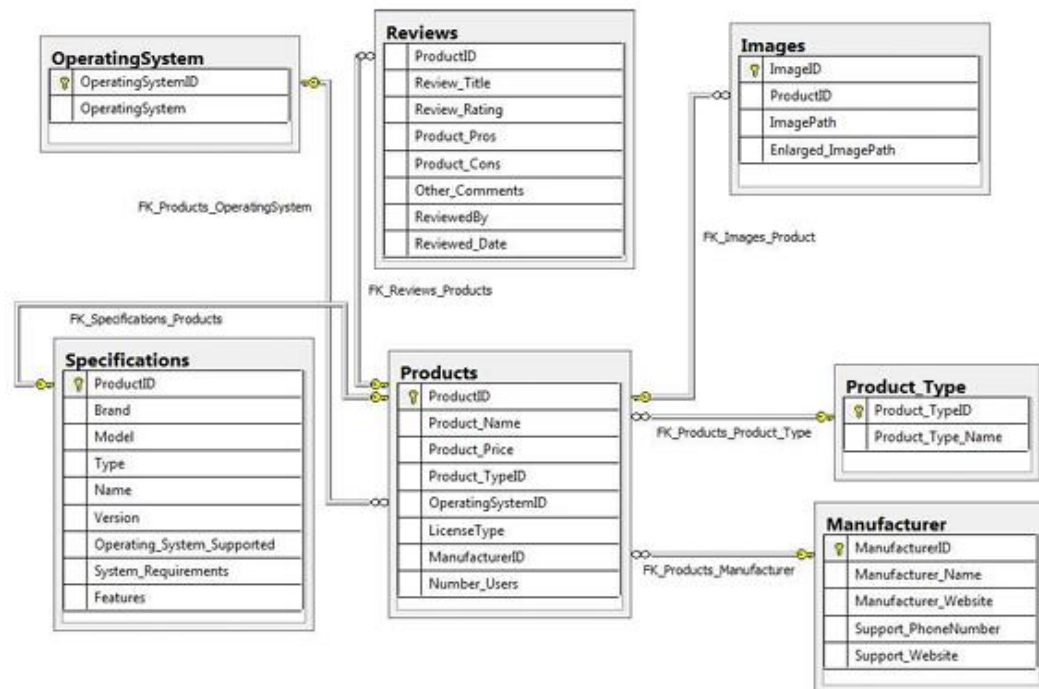 OperatingSystem
OperatingSystemID
OperatingSystem
Reviews
ProductID
Review_Title
Review_Rating
Product_Pros
Product_Cons
Other_Comments
ReviewedBy
Reviewed_Date
Images
ImageID
ProductID
ImagePath
Enlarged_ImagePath
FK_Products_OperatingSystem
FK_Images_Product
FK_Reviews_Products
FK_Specifications_Products
Specifications
ProductID
Brand
Model
Type
Name
Version
Operating_System_Supported
System_Requirements
Features
Products
ProductID
Product_Name
Product_Price
Product_TypeID
OperatingSystemID
LicenseType
ManufacturerID
Number_Users
FK_Products_Product_Type
Product_Type
Product_TypeID
Product_Type_Name
FK_Products_Manufacturer
Manufacturer
ManufacturerID
Manufacturer_Name
Manufacturer_Website
Support_PhoneNumber
Support_Website